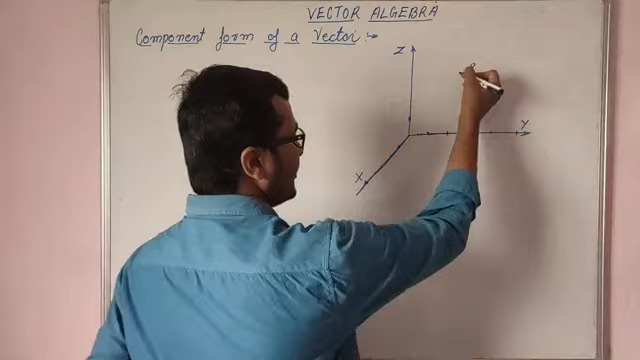 VECTOR ALGEBRA
Component form of a Vector :→
Z
Y
X